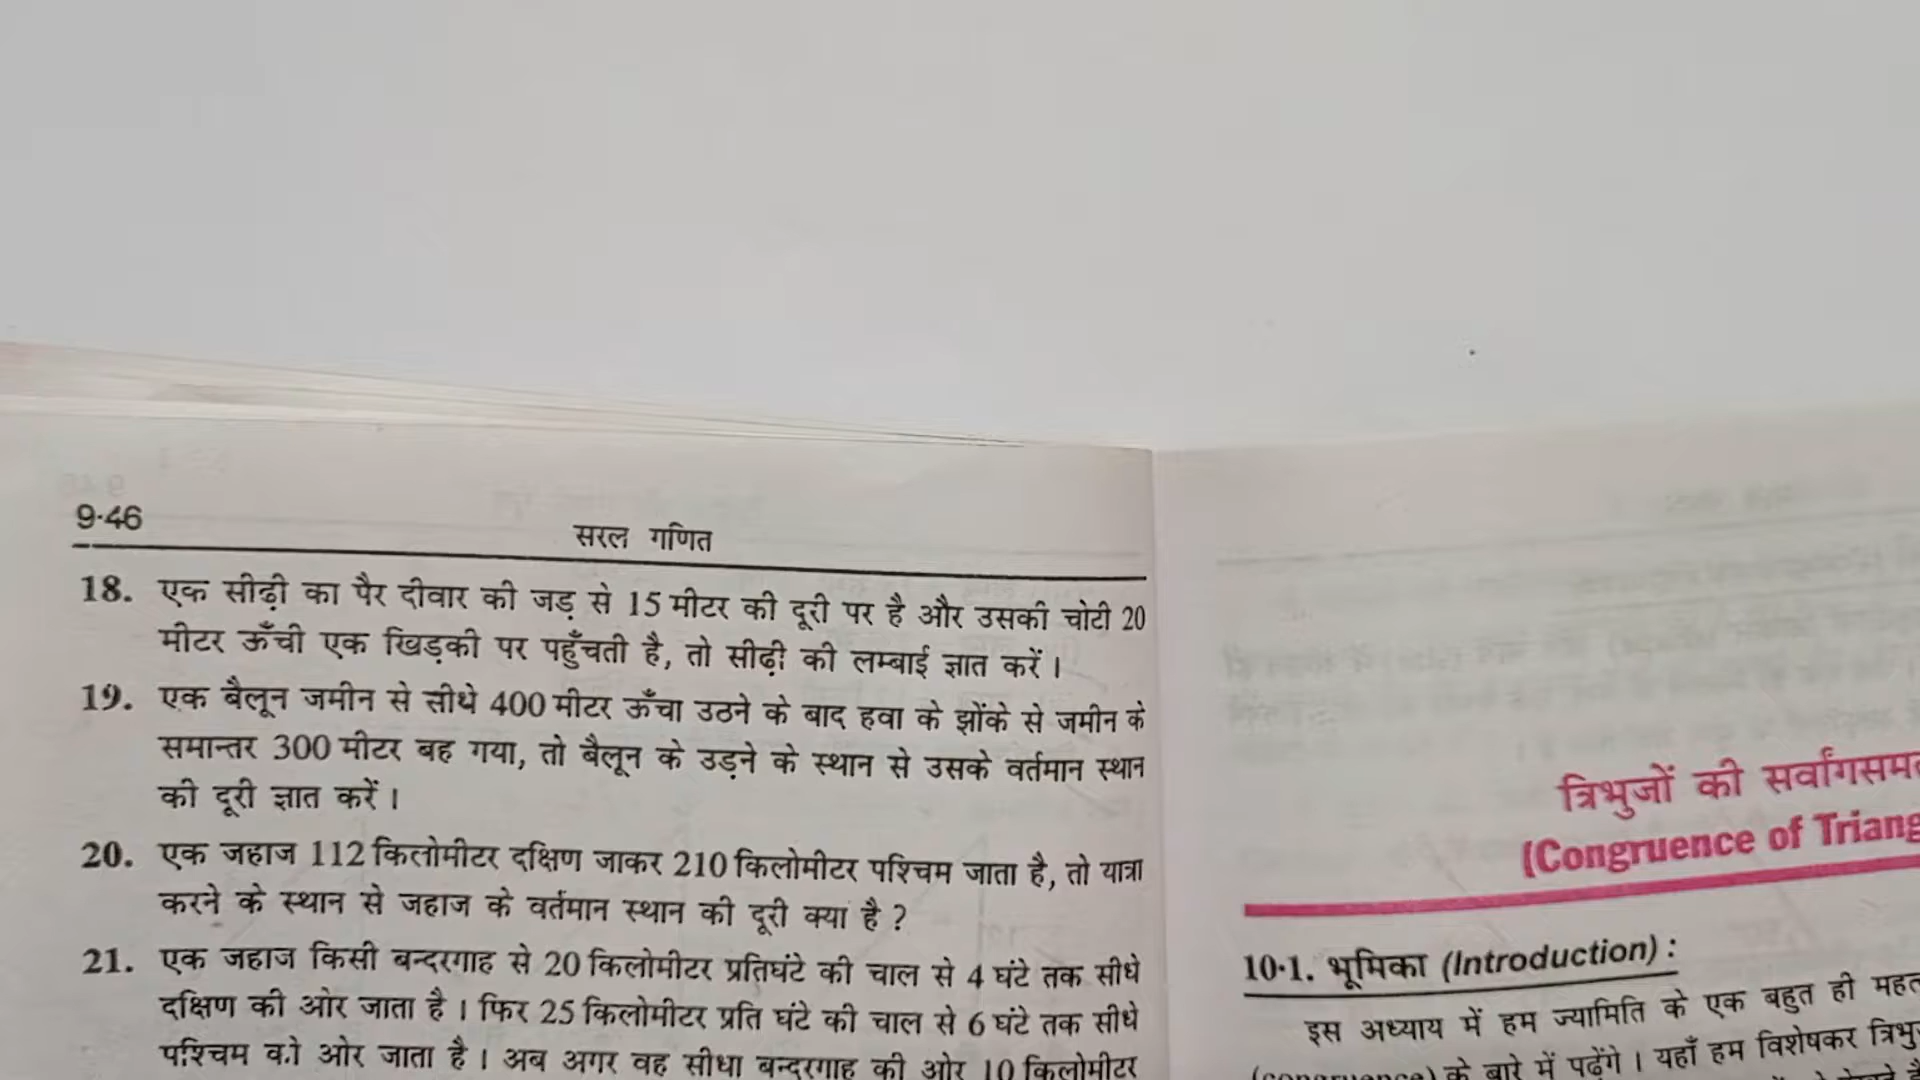 9·46
सरल गणित
18. एक सीढ़ी का पैर दीवार की जड़ से 15 मीटर की दूरी पर है और उसकी चोटी 20
मीटर ऊँची एक खिड़की पर पहुँचती है, तो सीढ़ी की लम्बाई ज्ञात करें।
19. एक बैलून जमीन से सीधे 400 मीटर ऊँचा उठने के बाद हवा के झोंके से जमीन के
समान्तर 300 मीटर बह गया, तो बैलून के उड़ने के स्थान से उसके वर्तमान स्थान
की दूरी ज्ञात करें।
20. एक जहाज 112 किलोमीटर दक्षिण जाकर 210 किलोमीटर पश्चिम जाता है, तो यात्रा
करने के स्थान से जहाज के वर्तमान स्थान की दूरी क्या है ?
21. एक जहाज किसी बन्दरगाह से 20 किलोमीटर प्रतिघंटे की चाल से 4 घंटे तक सीधे
दक्षिण की ओर जाता है। फिर 25 किलोमीटर प्रति घंटे की चाल से 6 घंटे तक सीधे
पश्चिम की ओर जाता है। अब अगर वह सीधा बन्दरगाह की ओर 10 किलोमीटर
त्रिभुजों की
(Congruence of
10·1. भूमिका (Introduction) :
इस अध्याय में हम ज्यामिति के एक बहुत ही
(congruence) के बारे में पढ़ेंगे। यहाँ हम विशेषकर